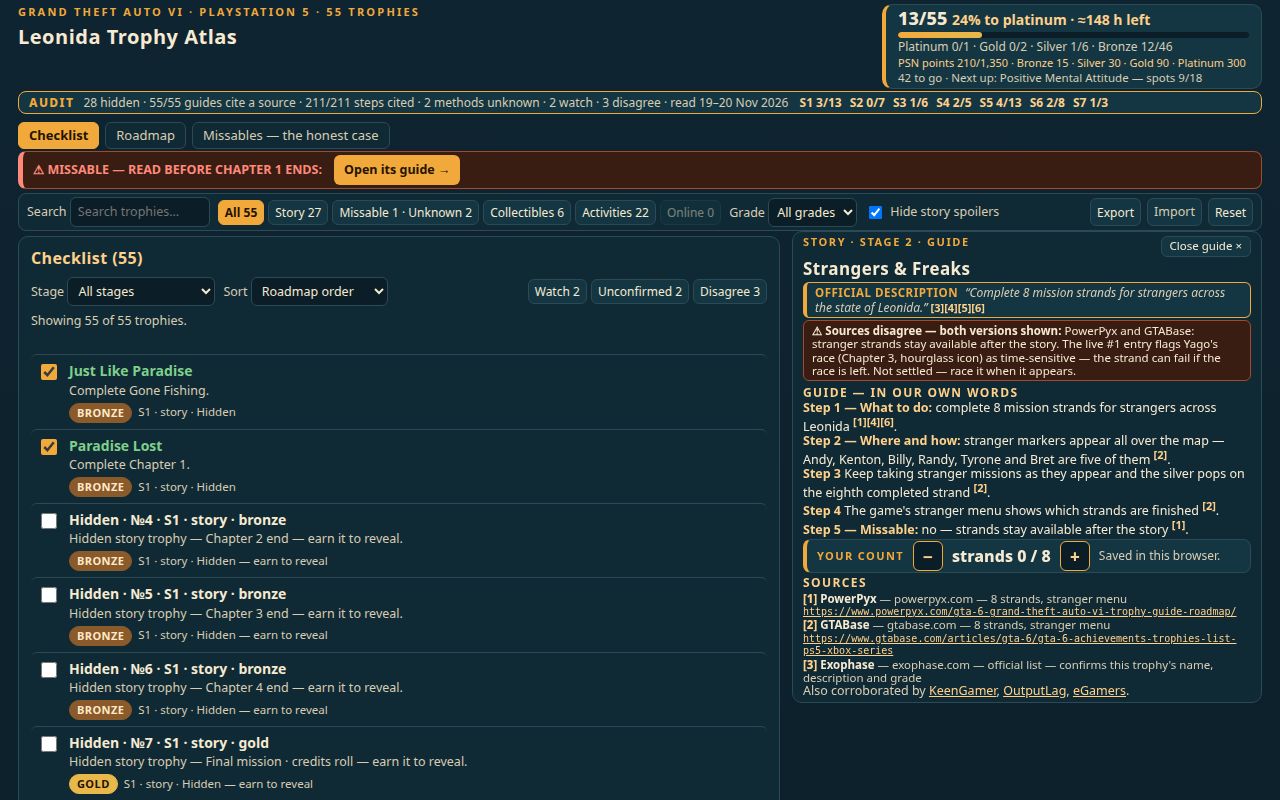 GRAND THEFT AUTO VI · PLAYSTATION 5 · 55 TROPHIES
Leonida Trophy Atlas
13/55 24% to platinum · ≈148 h left
Platinum 0/1 · Gold 0/2 · Silver 1/6 · Bronze 12/46
PSN points 210/1,350 · Bronze 15 · Silver 30 · Gold 90 · Platinum 300
42 to go · Next up: Positive Mental Attitude — spots 9/18
AUDIT 28 hidden · 55/55 guides cite a source · 211/211 steps cited · 2 methods unknown · 2 watch · 3 disagree · read 19–20 Nov 2026 S1 3/13 S2 0/7 S3 1/6 S4 2/5 S5 4/13 S6 2/8 S7 1/3
Checklist Roadmap Missables — the honest case
⚠ MISSABLE — READ BEFORE CHAPTER 1 ENDS: Open its guide →
Search Search trophies... All 55 Story 27 Missable 1 · Unknown 2 Collectibles 6 Activities 22 Online 0 Grade All grades Hide story spoilers Export Import Reset
Checklist (55)
Stage All stages Sort Roadmap order Watch 2 Unconfirmed 2 Disagree 3
Showing 55 of 55 trophies.
Just Like Paradise
Complete Gone Fishing.
BRONZE S1 · story · Hidden
Paradise Lost
Complete Chapter 1.
BRONZE S1 · story · Hidden
Hidden · №4 · S1 · story · bronze
Hidden story trophy — Chapter 2 end — earn it to reveal.
BRONZE S1 · story · Hidden — earn to reveal
Hidden · №5 · S1 · story · bronze
Hidden story trophy — Chapter 3 end — earn it to reveal.
BRONZE S1 · story · Hidden — earn to reveal
Hidden · №6 · S1 · story · bronze
Hidden story trophy — Chapter 4 end — earn it to reveal.
BRONZE S1 · story · Hidden — earn to reveal
Hidden · №7 · S1 · story · gold
Hidden story trophy — Final mission · credits roll — earn it to reveal.
GOLD S1 · story · Hidden — earn to reveal
STORY · STAGE 2 · GUIDE Close guide ×
Strangers & Freaks
OFFICIAL DESCRIPTION “Complete 8 mission strands for strangers across
the state of Leonida.” [3][4][5][6]
⚠ Sources disagree — both versions shown: PowerPyx and GTABase:
stranger strands stay available after the story. The live #1 entry flags Yago's
race (Chapter 3, hourglass icon) as time-sensitive — the strand can fail if the
race is left. Not settled — race it when it appears.
GUIDE — IN OUR OWN WORDS
Step 1 — What to do: complete 8 mission strands for strangers across
Leonida [1][4][6].
Step 2 — Where and how: stranger markers appear all over the map —
Andy, Kenton, Billy, Randy, Tyrone and Bret are five of them [2].
Step 3 Keep taking stranger missions as they appear and the silver pops on
the eighth completed strand [2].
Step 4 The game's stranger menu shows which strands are finished [2].
Step 5 — Missable: no — strands stay available after the story [1].
YOUR COUNT − strands 0 / 8 + Saved in this browser.
SOURCES
[1] PowerPyx — powerpyx.com — 8 strands, stranger menu
https://www.powerpyx.com/gta-6-grand-theft-auto-vi-trophy-guide-roadmap/
[2] GTABase — gtabase.com — 8 strands, stranger menu
https://www.gtabase.com/articles/gta-6/gta-6-achievements-trophies-list-
ps5-xbox-series
[3] Exophase — exophase.com — official list — confirms this trophy's name,
description and grade
Also corroborated by KeenGamer, OutputLag, eGamers.